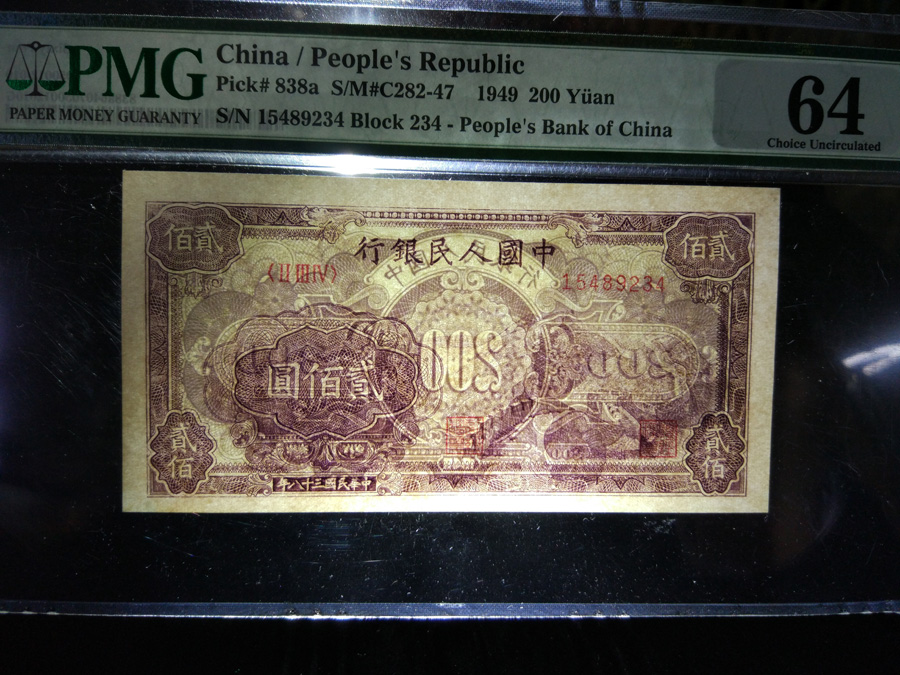 PMG
PAPER MONEY GUARANTY
China / People's Republic
Pick# 838a S/M#C282-47 1949 200 Yüan
S/N 15489234 Block 234 - People's Bank of China
64
Choice Uncirculated
行銀民人國中
佰貳
佰貳
〈II III IV〉
15489234
200
圓佰貳
200
貳佰
貳佰
年八十三國民華中